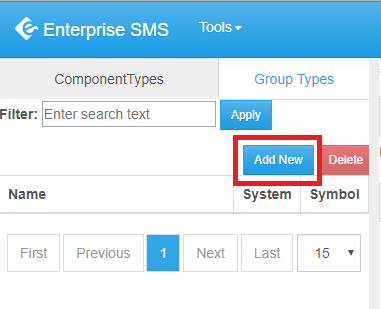 Enterprise SMS Tools
ComponentTypes Group Types
Filter: Enter search text Apply
Add New Delete
Name System Symbol
First Previous 1 Next Last 15